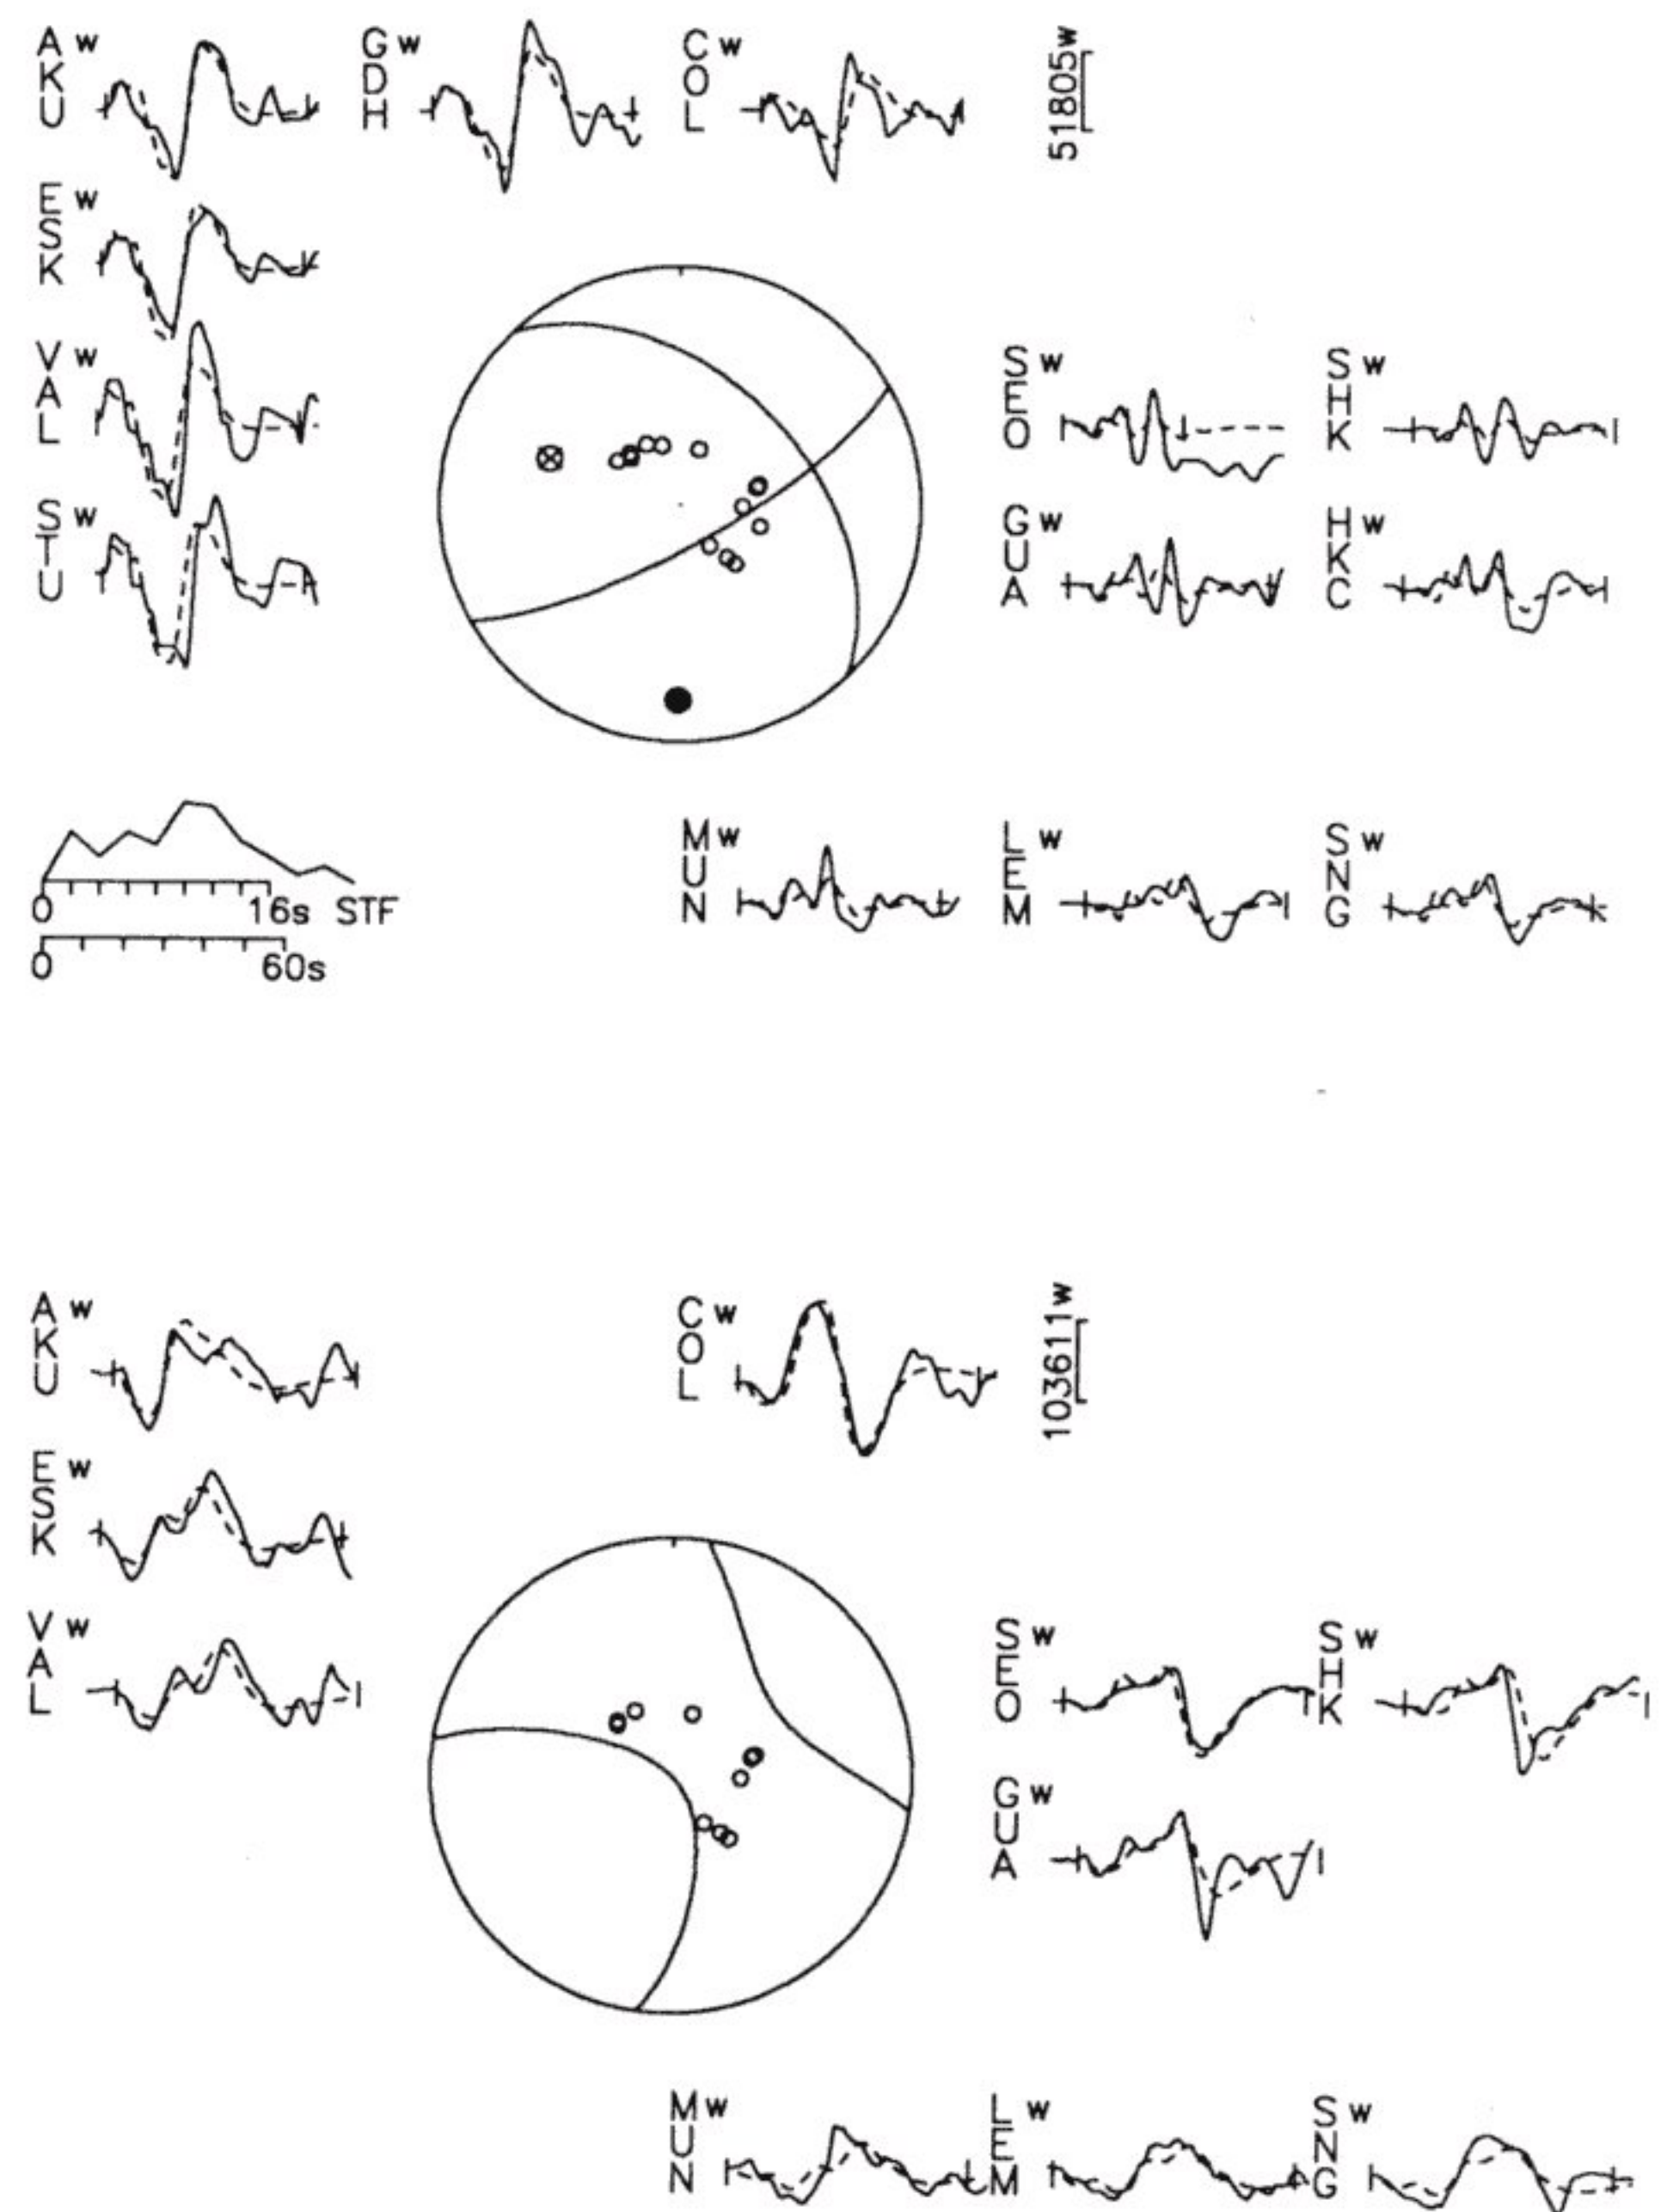 AKU w
GDH w
COL w
51805w
ESK w
VAL w
STU w
SEO w
SHK w
GUA w
HKC w
0 16s STF
0 60s
MUN w
LEM w
SNG w
AKU w
COL w
103611w
ESK w
VAL w
SEO w
SHK w
GUA w
MUN w
LEM w
SNG w